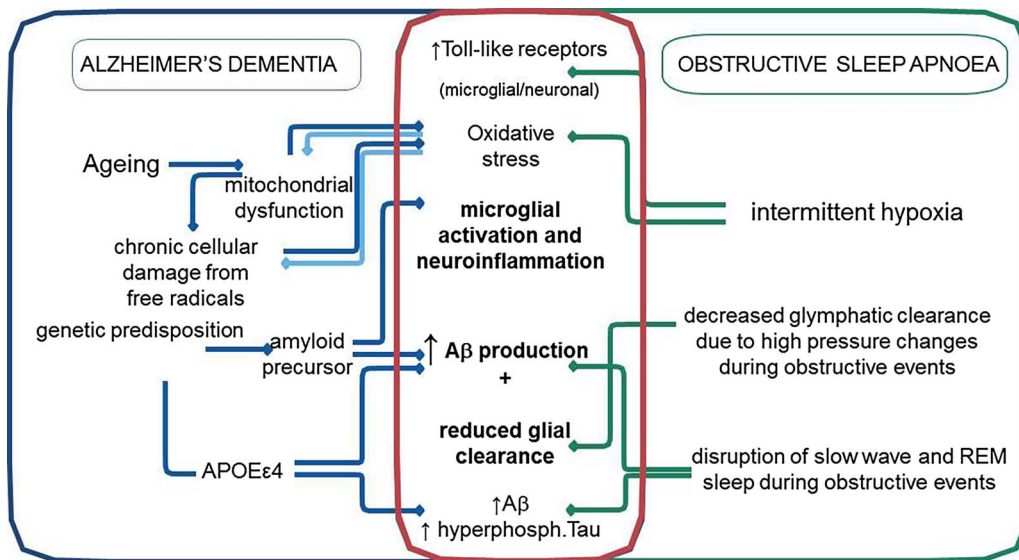 ALZHEIMER'S DEMENTIA
Ageing
mitochondrial
dysfunction
chronic cellular
damage from
free radicals
genetic predisposition
amyloid
precursor
APOEε4
↑Toll-like receptors
(microglial/neuronal)
Oxidative
stress
microglial
activation and
neuroinflammation
↑ Aβ production
+
reduced glial
clearance
↑Aβ
↑ hyperphosph.Tau
OBSTRUCTIVE SLEEP APNOEA
intermittent hypoxia
decreased glymphatic clearance
due to high pressure changes
during obstructive events
disruption of slow wave and REM
sleep during obstructive events